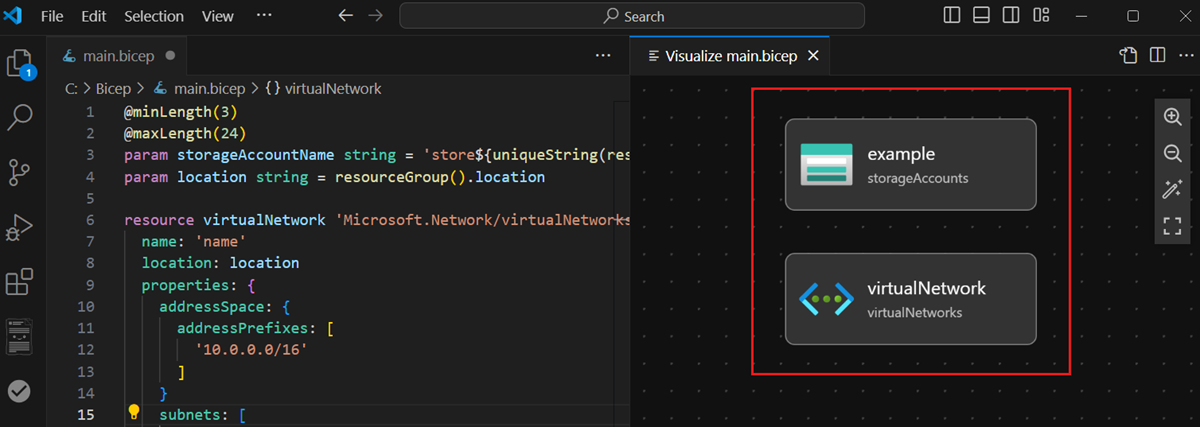 File Edit Selection View ··· Search
main.bicep
Visualize main.bicep
C: > Bicep > main.bicep > {} virtualNetwork
1
1 @minLength(3)
2 @maxLength(24)
3 param storageAccountName string = 'store${uniqueString(res
4 param location string = resourceGroup().location
5
6 resource virtualNetwork 'Microsoft.Network/virtualNetworks
7 name: 'name'
8 location: location
9 properties: {
10 addressSpace: {
11 addressPrefixes: [
12 '10.0.0.0/16'
13 ]
14 }
15 subnets: [
example
storageAccounts
virtualNetwork
virtualNetworks